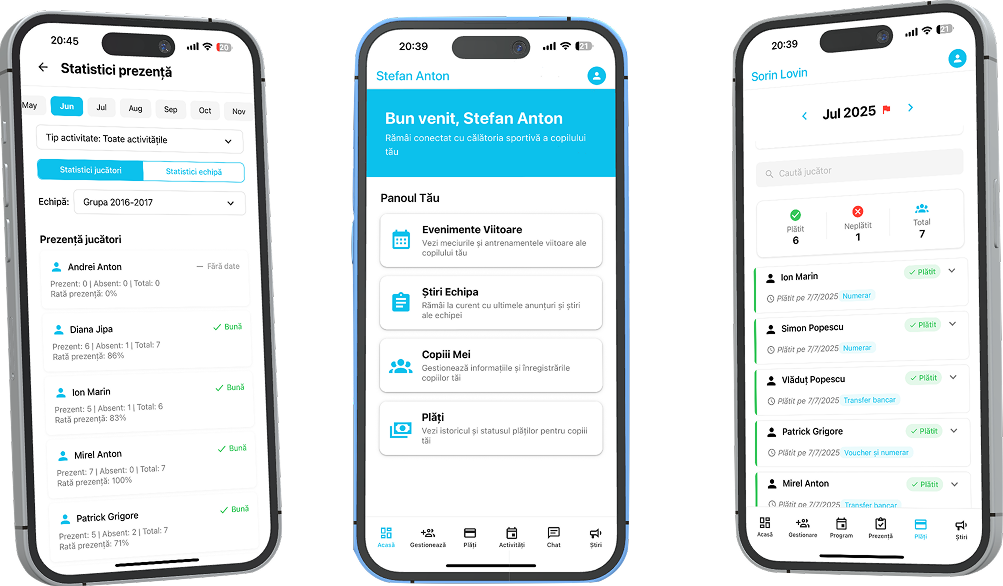 20:45
20
Statistici prezență
May
Jun
Jul
Aug
Sep
Oct
Nov
Tip activitate: Toate activitățile
Statistici jucători
Statistici echipă
Echipă:
Grupa 2016-2017
Prezență jucători
Andrei Anton
Fără date
Prezent: 0 | Absent: 0 | Total: 0
Rată prezență: 0%
Diana Jipa
Bună
Prezent: 6 | Absent: 1 | Total: 7
Rată prezență: 86%
Ion Marin
Bună
Prezent: 5 | Absent: 1 | Total: 6
Rată prezență: 83%
Mirel Anton
Bună
Prezent: 7 | Absent: 0 | Total: 7
Rată prezență: 100%
Patrick Grigore
Bună
Prezent: 5 | Absent: 2 | Total: 7
Rată prezență: 71%
20:39
21
Stefan Anton
Bun venit, Stefan Anton
Rămâi conectat cu călătoria sportivă a copilului
tău
Panoul Tău
Evenimente Viitoare
Vezi meciurile și antrenamentele viitoare ale
copilului tău
Știri Echipa
Rămâi la curent cu ultimele anunțuri și știri
ale echipei
Copiii Mei
Gestionează informațiile și înregistrările
copiilor tăi
Plăți
Vezi istoricul și statusul plăților pentru copiii
tăi
Acasă
Gestionează
Plăți
Activități
Chat
Știri
20:39
21
Sorin Lovin
Jul 2025
Caută jucător
Plătit
6
Neplătit
1
Total
7
Ion Marin
Plătit
Plătit pe 7/7/2025
Numerar
Simon Popescu
Plătit
Plătit pe 7/7/2025
Numerar
Vlăduț Popescu
Plătit
Plătit pe 7/7/2025
Transfer bancar
Patrick Grigore
Plătit
Plătit pe 7/7/2025
Voucher și numerar
Mirel Anton
Plătit
Plătit pe 7/7/2025
Transfer bancar
Acasă
Gestionare
Program
Prezență
Plăți
Știri